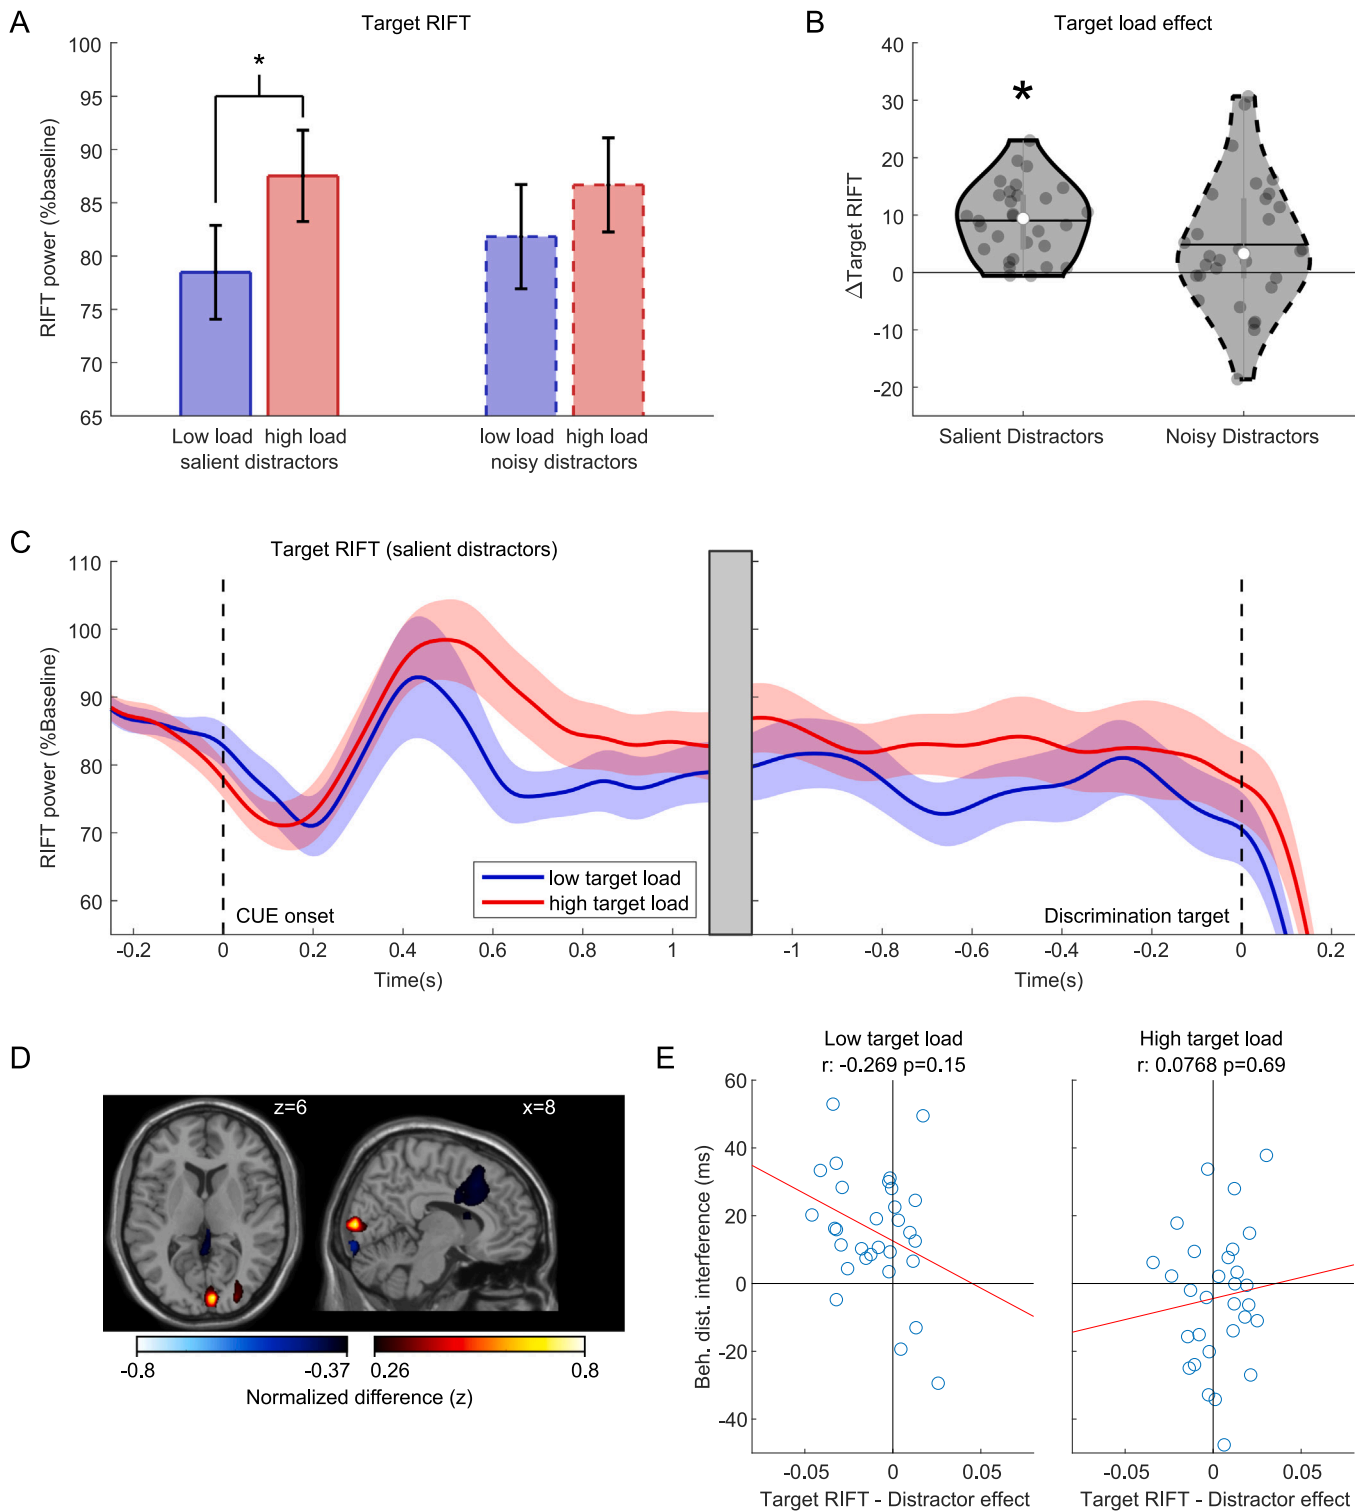 A
Target RIFT
RIFT power (%baseline)
100
95
90
85
80
75
70
65
*
Low load
high load
salient distractors
low load
high load
noisy distractors
B
Target load effect
ΔTarget RIFT
40
30
20
10
0
-10
-20
*
Salient Distractors
Noisy Distractors
C
Target RIFT (salient distractors)
RIFT power (%Baseline)
110
100
90
80
70
60
CUE onset
low target load
high target load
Discrimination target
-0.2
0
0.2
0.4
0.6
0.8
1
-1
-0.8
-0.6
-0.4
-0.2
0
0.2
Time(s)
Time(s)
D
z=6
x=8
-0.8
-0.37
0.26
0.8
Normalized difference (z)
E
Low target load
r: -0.269 p=0.15
High target load
r: 0.0768 p=0.69
Beh. dist. interference (ms)
60
40
20
0
-20
-40
-0.05
0
0.05
-0.05
0
0.05
Target RIFT - Distractor effect
Target RIFT - Distractor effect